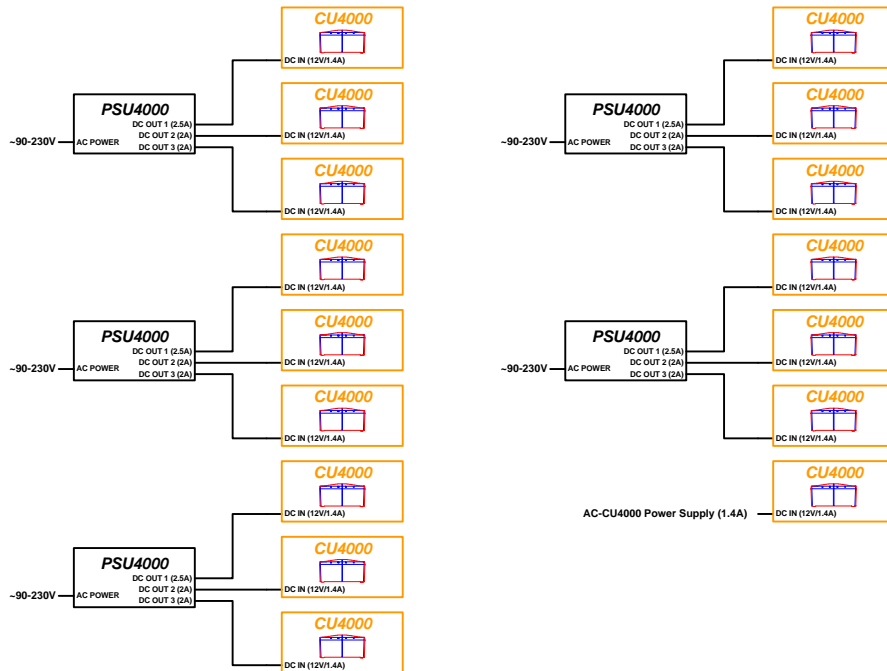 CU4000
DC IN (12V/1.4A)
PSU4000
DC OUT 1 (2.5A)
DC OUT 2 (2A)
DC OUT 3 (2A)
~90-230V
AC POWER
CU4000
DC IN (12V/1.4A)
CU4000
DC IN (12V/1.4A)
CU4000
DC IN (12V/1.4A)
PSU4000
DC OUT 1 (2.5A)
DC OUT 2 (2A)
DC OUT 3 (2A)
~90-230V
AC POWER
CU4000
DC IN (12V/1.4A)
CU4000
DC IN (12V/1.4A)
CU4000
DC IN (12V/1.4A)
PSU4000
DC OUT 1 (2.5A)
DC OUT 2 (2A)
DC OUT 3 (2A)
~90-230V
AC POWER
CU4000
DC IN (12V/1.4A)
CU4000
DC IN (12V/1.4A)
CU4000
DC IN (12V/1.4A)
PSU4000
DC OUT 1 (2.5A)
DC OUT 2 (2A)
DC OUT 3 (2A)
~90-230V
AC POWER
CU4000
DC IN (12V/1.4A)
CU4000
DC IN (12V/1.4A)
CU4000
DC IN (12V/1.4A)
PSU4000
DC OUT 1 (2.5A)
DC OUT 2 (2A)
DC OUT 3 (2A)
~90-230V
AC POWER
CU4000
DC IN (12V/1.4A)
CU4000
DC IN (12V/1.4A)
CU4000
AC-CU4000 Power Supply (1.4A)
DC IN (12V/1.4A)